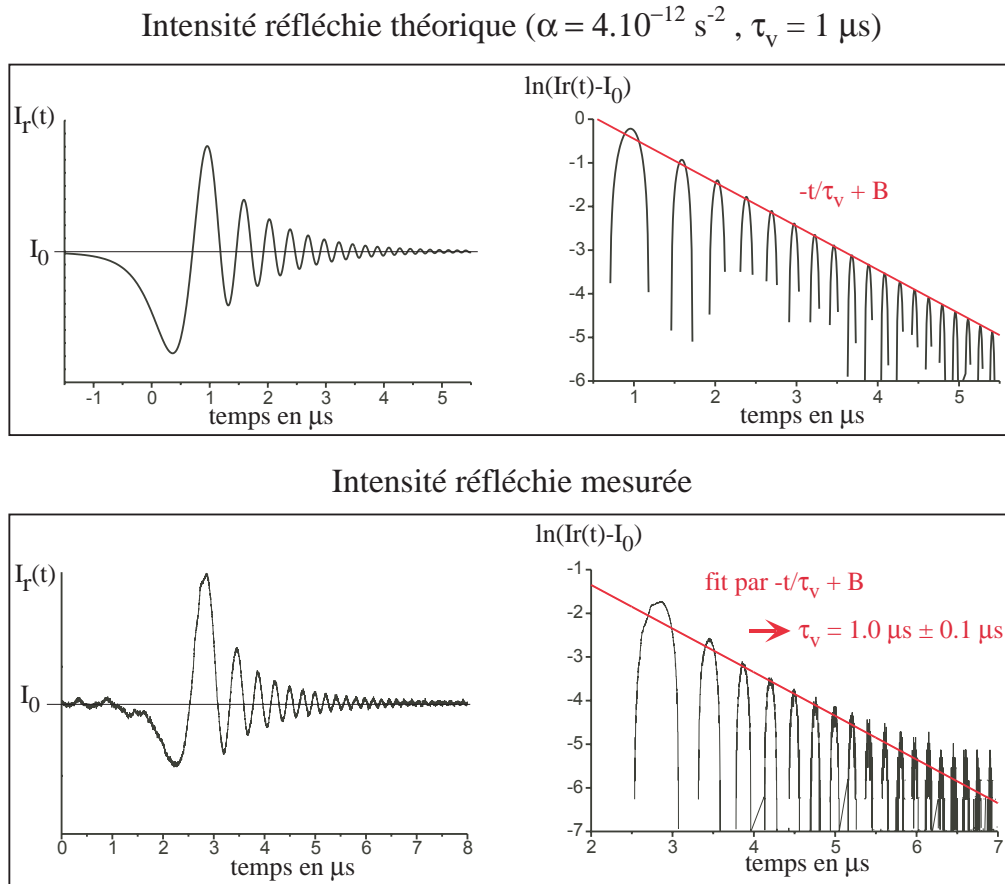 Intensité réfléchie théorique (α = 4.10⁻¹² s⁻² , τᵥ = 1 μs)
Iᵣ(t)
I₀
-1 0 1 2 3 4 5
temps en μs
ln(Ir(t)-I₀)
0
-1
-2
-3
-4
-5
-6
-t/τᵥ + B
1 2 3 4 5
temps en μs
Intensité réfléchie mesurée
Iᵣ(t)
I₀
0 1 2 3 4 5 6 7 8
temps en μs
ln(Ir(t)-I₀)
-1
-2
-3
-4
-5
-6
-7
fit par -t/τᵥ + B
τᵥ = 1.0 μs ± 0.1 μs
2 3 4 5 6 7
temps en μs